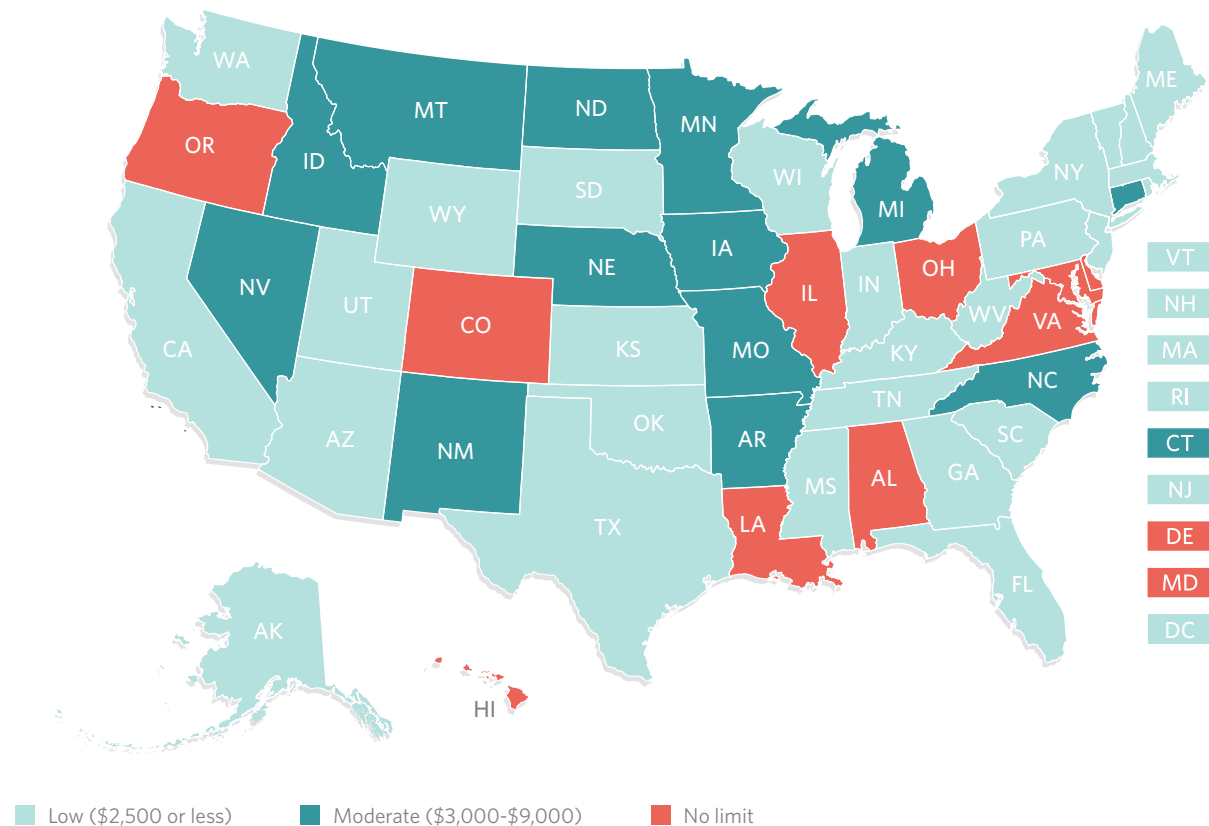 WA
ME
MT
ND
MN
OR
ID
NY
WI
SD
MI
WY
PA
IA
VT
OH
NE
NV
IN
IL
NH
UT
WV
VA
CO
MA
CA
KS
MO
KY
NC
RI
TN
OK
AZ
AR
SC
CT
NM
GA
AL
MS
NJ
LA
TX
DE
FL
MD
AK
DC
HI
Low ($2,500 or less)
Moderate ($3,000-$9,000)
No limit